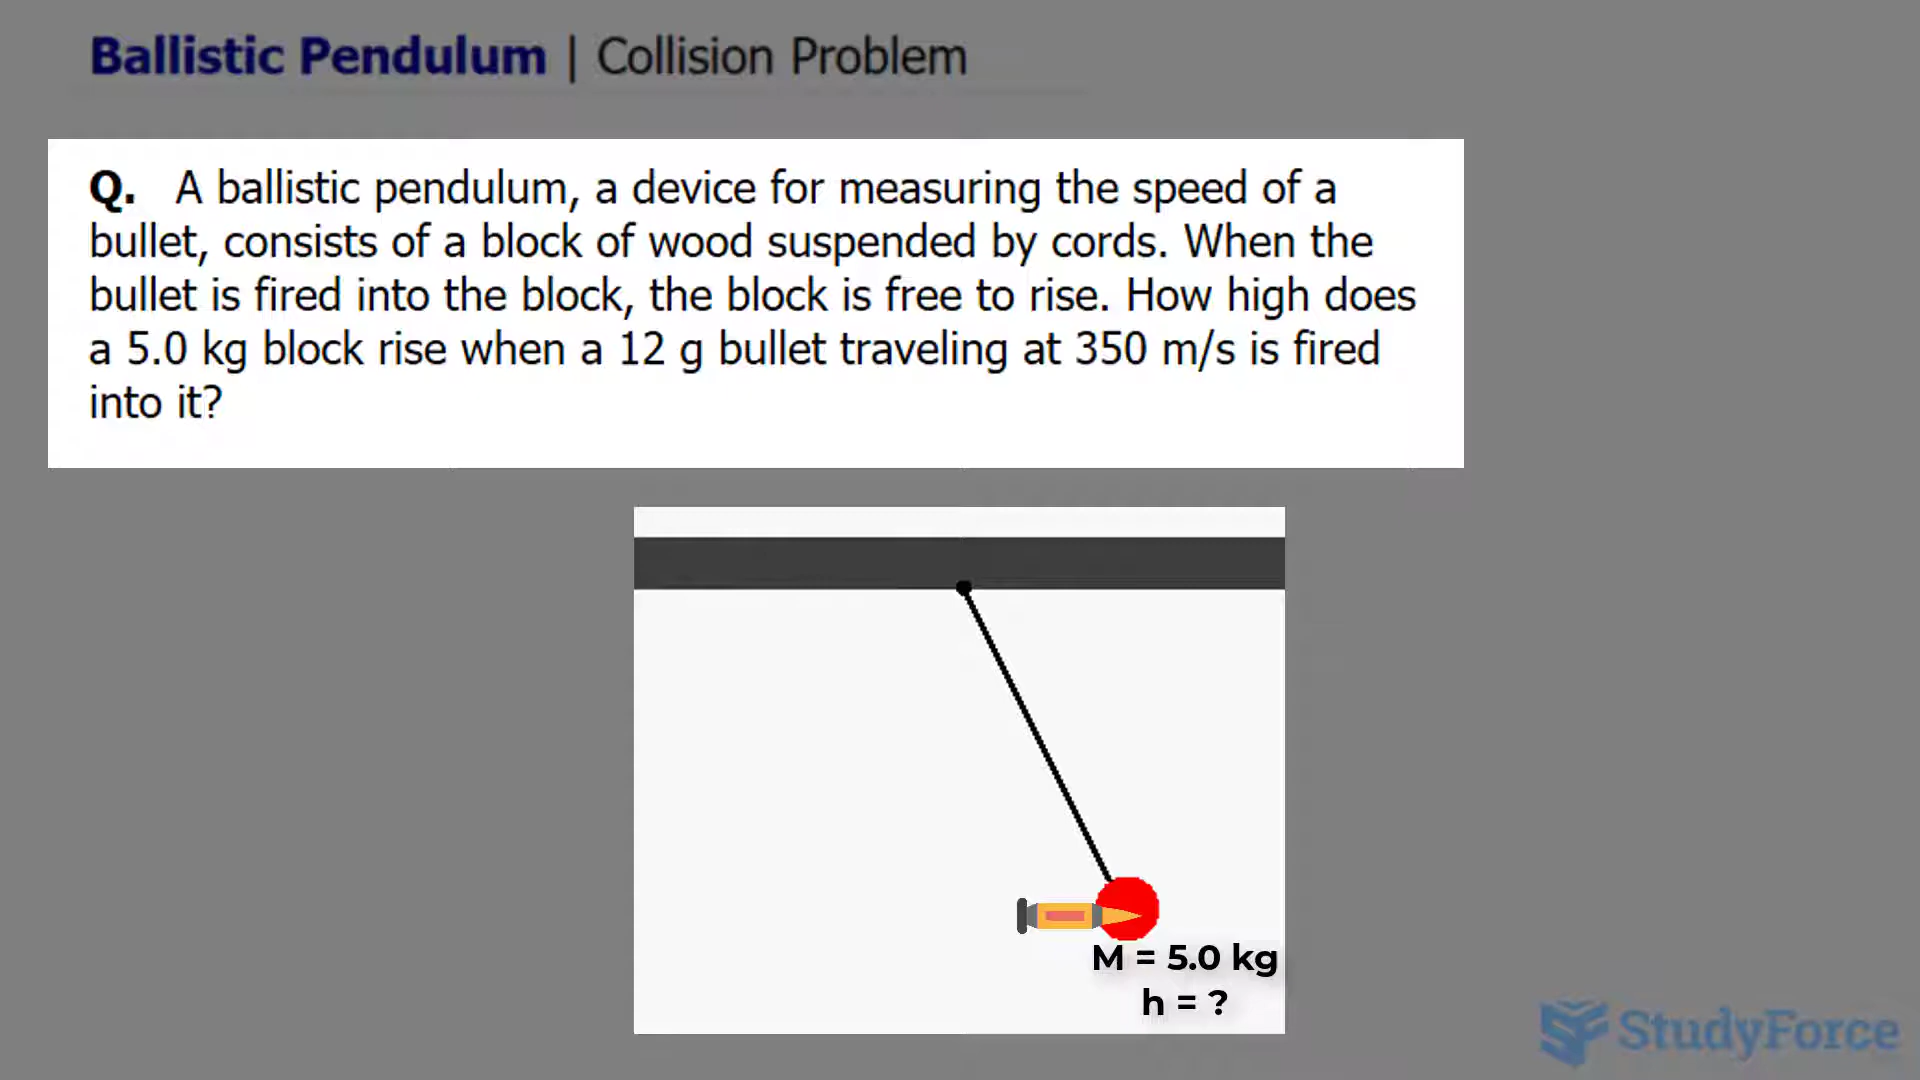 Ballistic Pendulum | Collision Problem
Q. A ballistic pendulum, a device for measuring the speed of a
bullet, consists of a block of wood suspended by cords. When the
bullet is fired into the block, the block is free to rise. How high does
a 5.0 kg block rise when a 12 g bullet traveling at 350 m/s is fired
into it?
M = 5.0 kg
h = ?
StudyForce